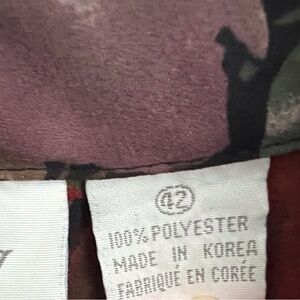 42
100% POLYESTER
MADE IN KOREA
FABRIQUÉ EN CORÉE